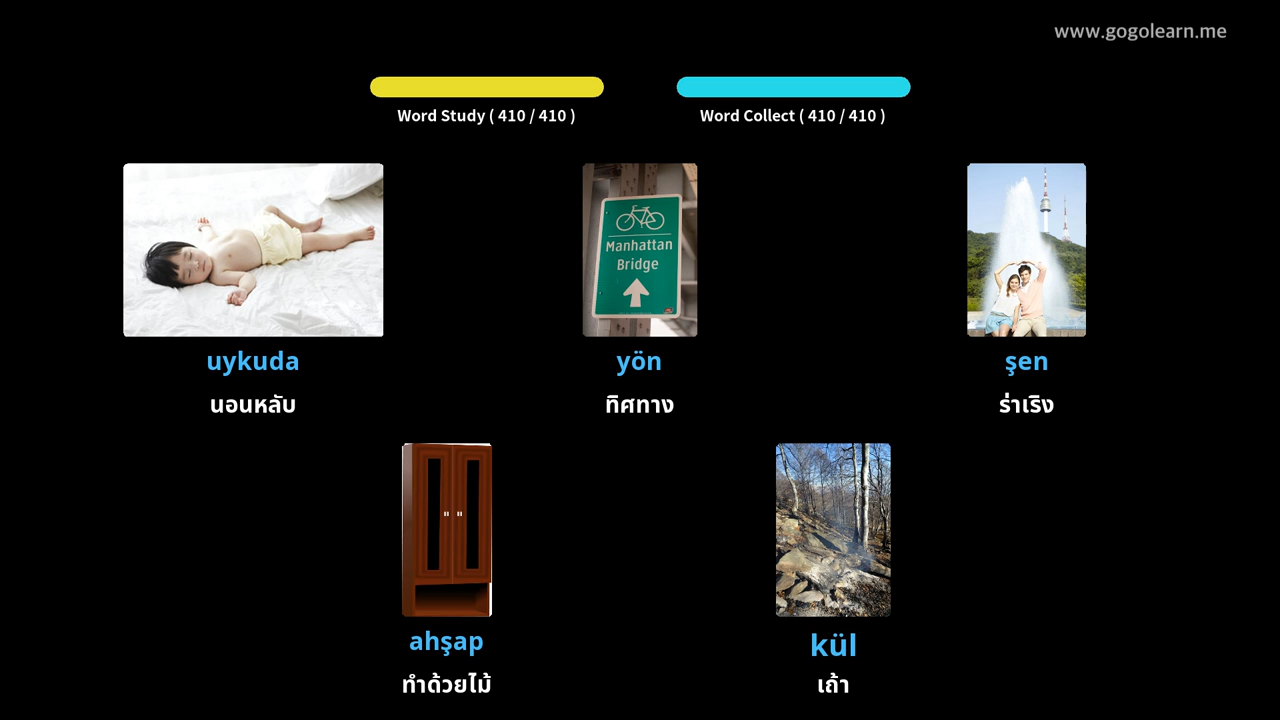 www.gogolearn.me
Word Study ( 410 / 410 )
Word Collect ( 410 / 410 )
Manhattan
Bridge
uykuda
yön
şen
นอนหลับ
ทิศทาง
ร่าเริง
ahşap
kül
ทำด้วยไม้
เถ้า